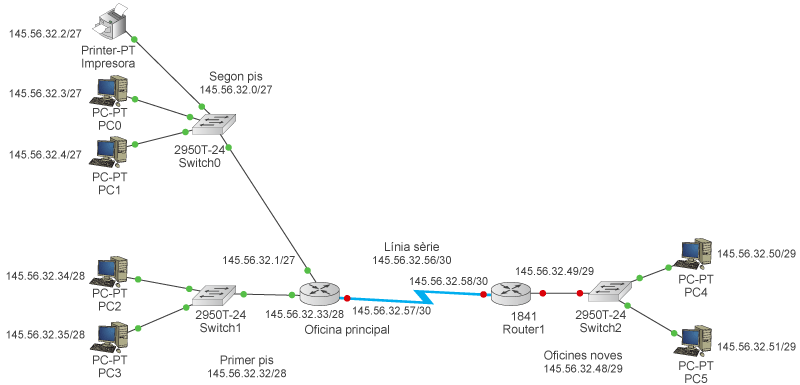 145.56.32.2/27
Printer-PT
Impresora
145.56.32.3/27
PC-PT
PC0
145.56.32.4/27
PC-PT
PC1
Segon pis
145.56.32.0/27
2950T-24
Switch0
145.56.32.1/27
145.56.32.34/28
PC-PT
PC2
145.56.32.35/28
PC-PT
PC3
2950T-24
Switch1
145.56.32.33/28
Oficina principal
Primer pis
145.56.32.32/28
Línia sèrie
145.56.32.56/30
145.56.32.57/30
145.56.32.58/30
1841
Router1
145.56.32.49/29
2950T-24
Switch2
Oficines noves
145.56.32.48/29
145.56.32.50/29
PC-PT
PC4
145.56.32.51/29
PC-PT
PC5